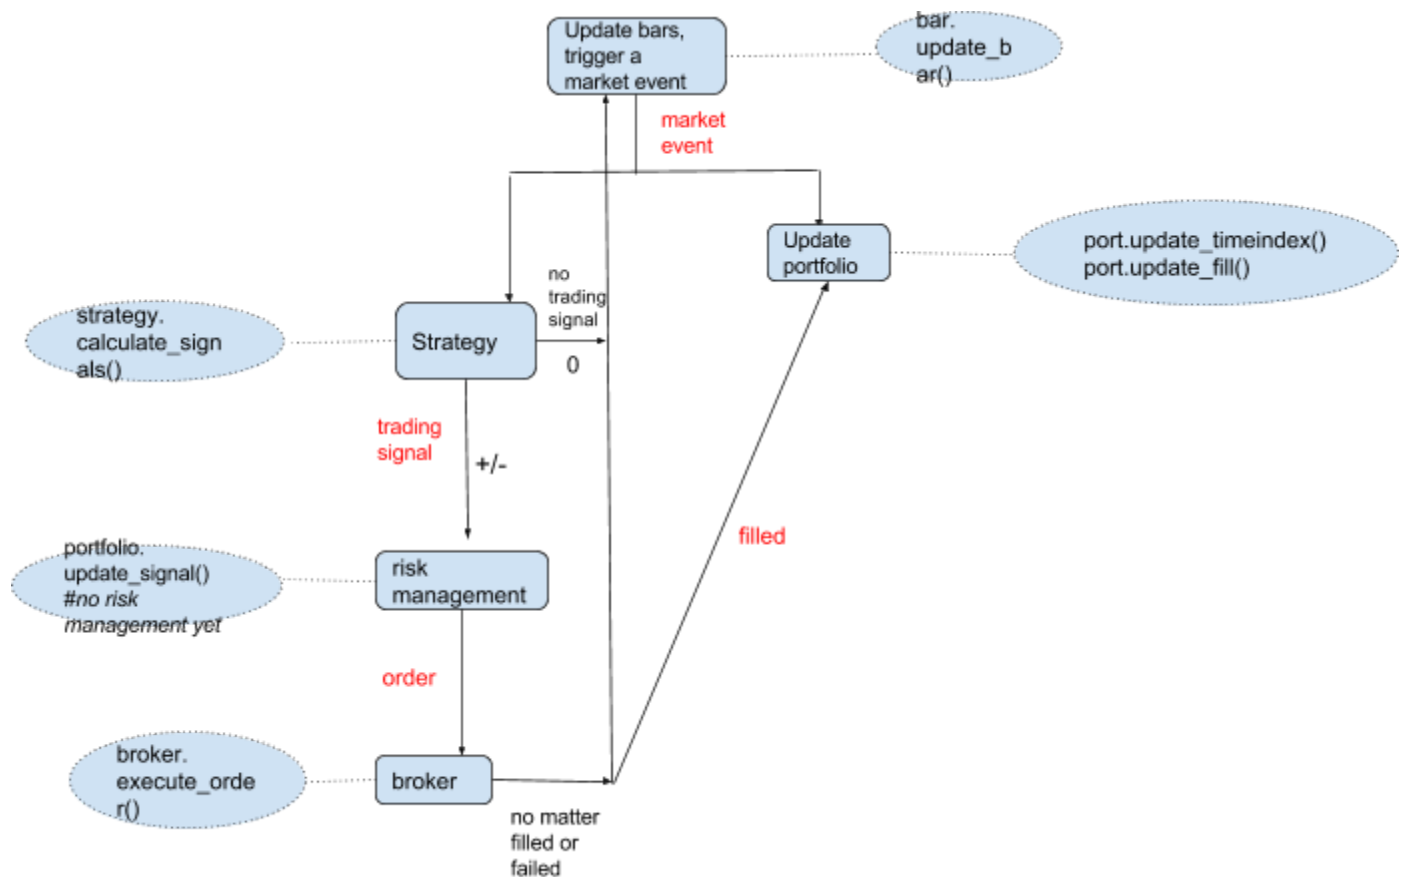 Update bars,
trigger a
market event
bar.
update_b
ar()
market
event
Update
portfolio
port.update_timeindex()
port.update_fill()
no
trading
signal
0
strategy.
calculate_sign
als()
Strategy
trading
signal
+/-
filled
portfolio.
update_signal()
#no risk
management yet
risk
management
order
broker.
execute_orde
r()
broker
no matter
filled or
failed